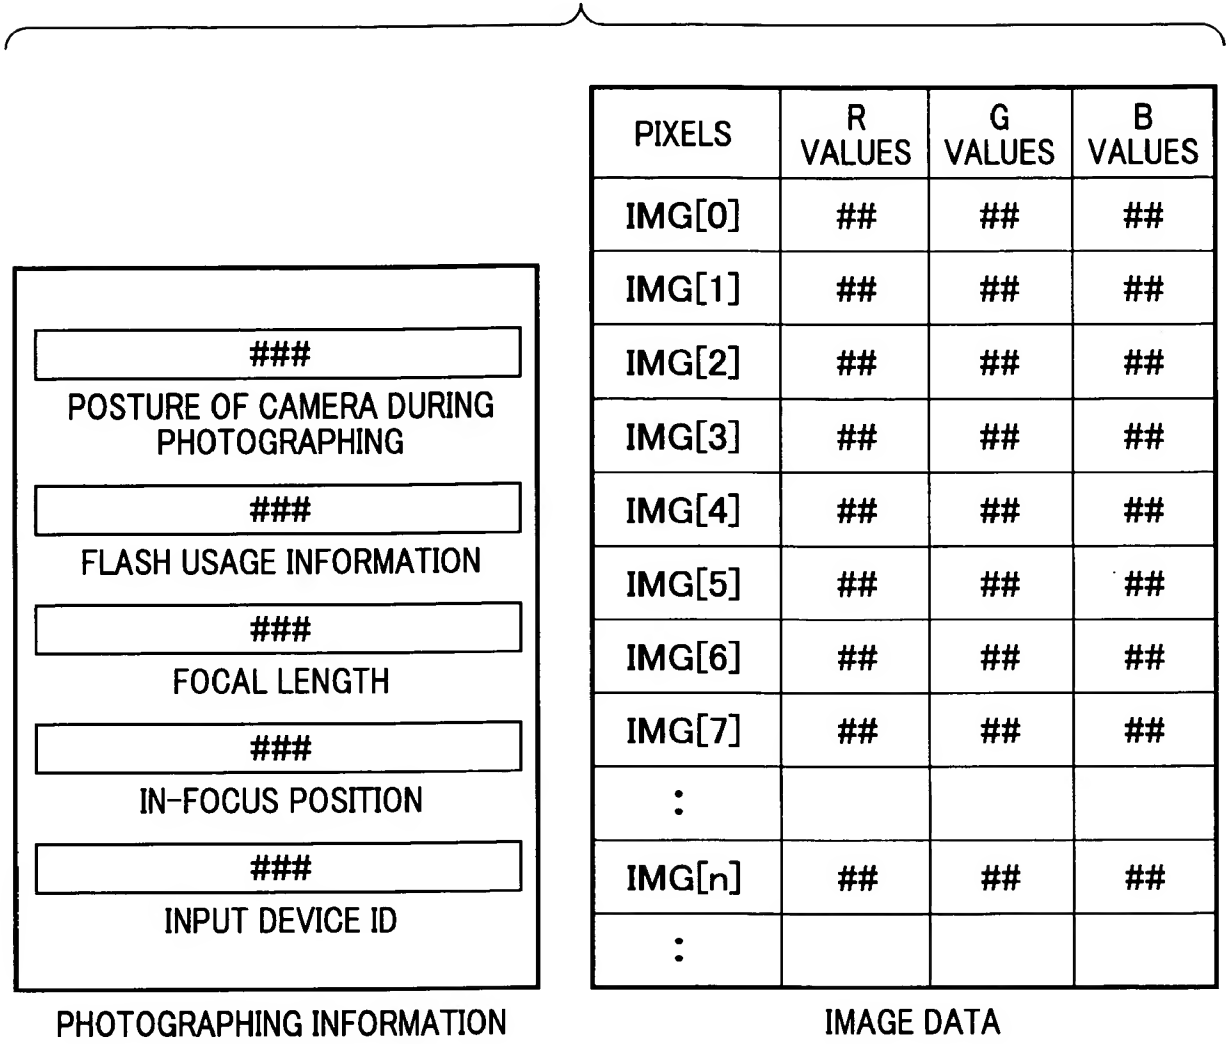 ###
POSTURE OF CAMERA DURING
PHOTOGRAPHING
###
FLASH USAGE INFORMATION
###
FOCAL LENGTH
###
IN-FOCUS POSITION
###
INPUT DEVICE ID
PHOTOGRAPHING INFORMATION
PIXELS R VALUES G VALUES B VALUES
IMG[0] ## ## ##
IMG[1] ## ## ##
IMG[2] ## ## ##
IMG[3] ## ## ##
IMG[4] ## ## ##
IMG[5] ## ## ##
IMG[6] ## ## ##
IMG[7] ## ## ##
:
IMG[n] ## ## ##
:
IMAGE DATA